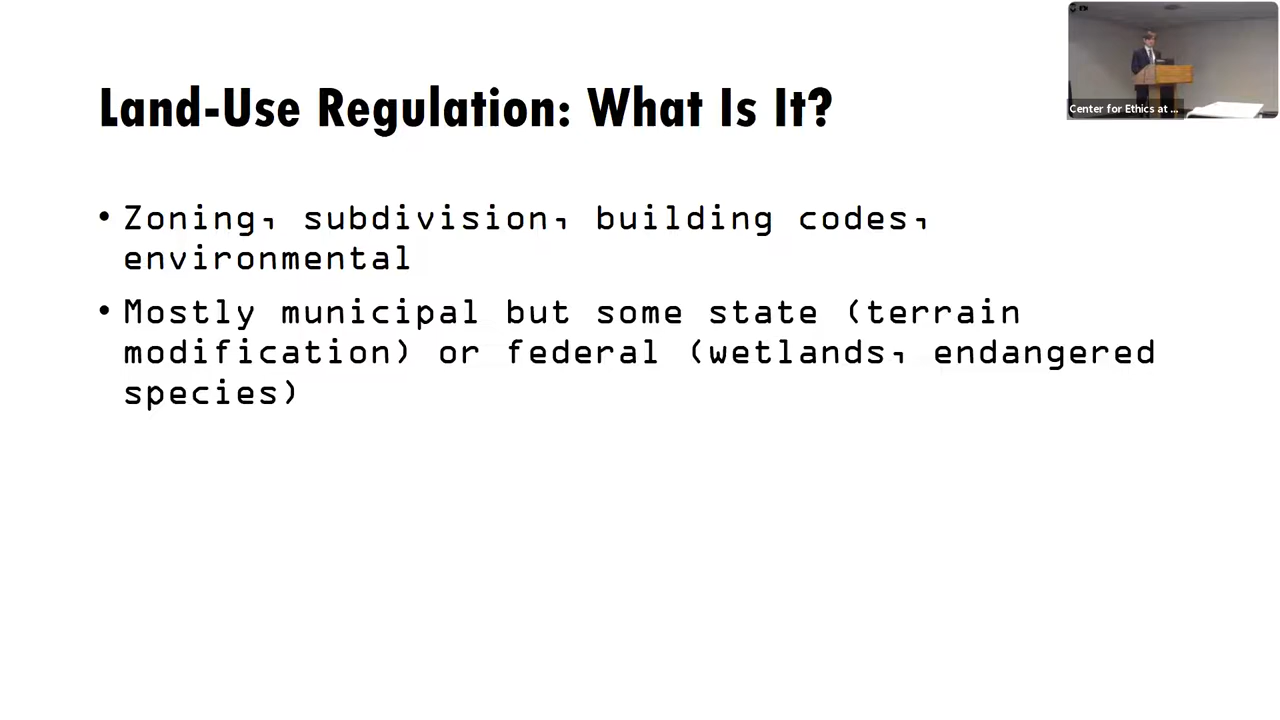 Land-Use Regulation: What Is It?
• Zoning, subdivision, building codes,
environmental
• Mostly municipal but some state (terrain
modification) or federal (wetlands, endangered
species)
Center for Ethics at ...